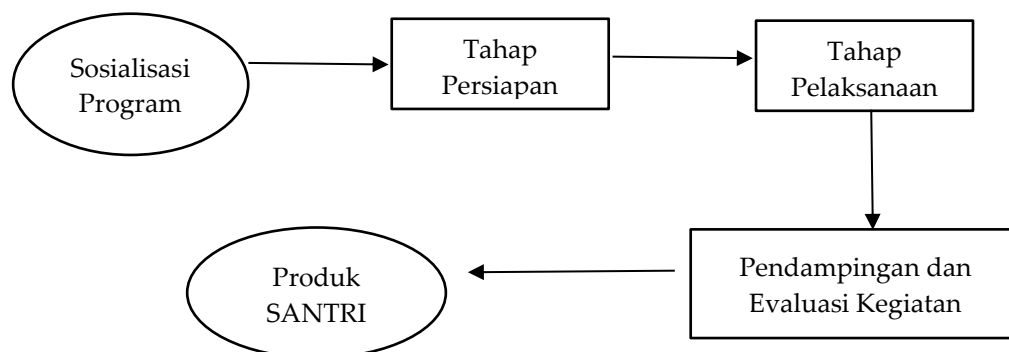 Sosialisasi
Program
Tahap
Persiapan
Tahap
Pelaksanaan
Pendampingan dan
Evaluasi Kegiatan
Produk
SANTRI